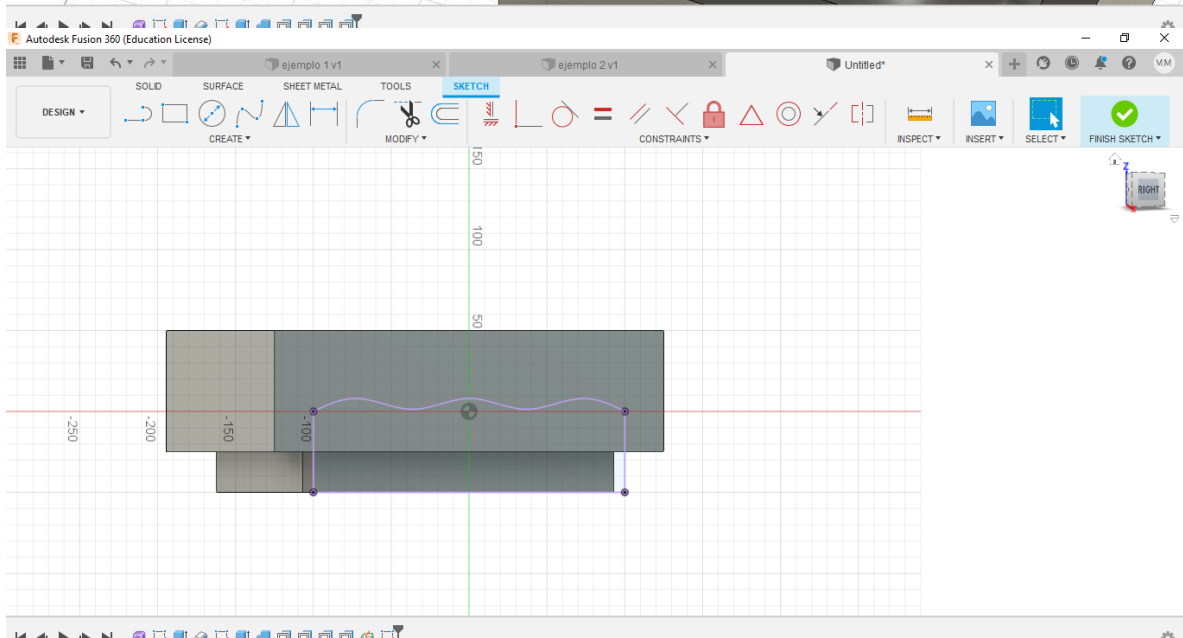 Autodesk Fusion 360 (Education License)
ejemplo 1 v1
ejemplo 2 v1
Untitled*
MM
DESIGN
SOLID
SURFACE
SHEET METAL
TOOLS
SKETCH
CREATE
MODIFY
CONSTRAINTS
INSPECT
INSERT
SELECT
FINISH SKETCH
150
100
50
-250
-200
-150
-100
Z
RIGHT